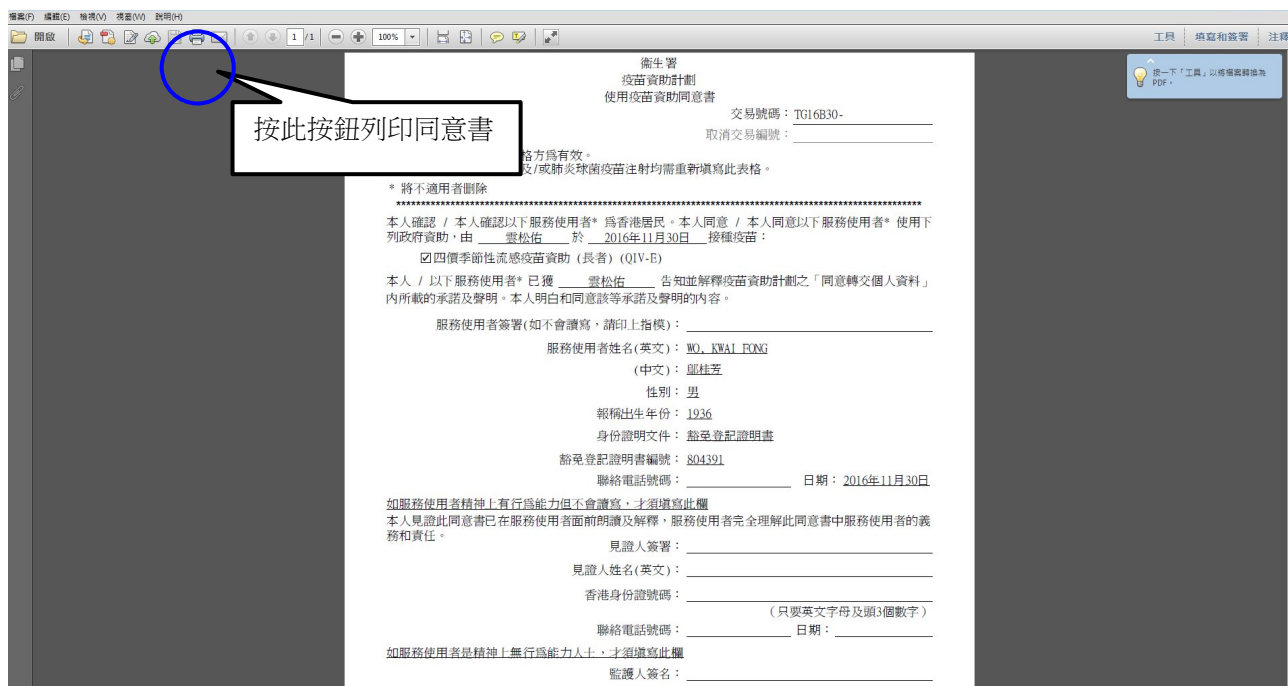 檔案(F) 編輯(E) 檢視(V) 視窗(W) 說明(H)
開啟 1 /1 100% 工具 填寫和簽署 注釋
按一下「工具」以將檔案轉換為
PDF。
按此按鈕列印同意書
衞生署
疫苗資助計劃
使用疫苗資助同意書
交易號碼：TG16B30-
取消交易編號：
格方為有效。
及/或肺炎球菌疫苗注射均需重新填寫此表格。
* 將不適用者刪除
****************************************************************************************************
本人確認 / 本人確認以下服務使用者* 為香港居民。本人同意 / 本人同意以下服務使用者* 使用下
列政府資助，由 雲松佑 於 2016年11月30日 接種疫苗：
☑四價季節性流感疫苗資助 (長者) (QIV-E)
本人 / 以下服務使用者* 已獲 雲松佑 告知並解釋疫苗資助計劃之「同意轉交個人資料」
內所載的承諾及聲明。本人明白和同意該等承諾及聲明的內容。
服務使用者簽署(如不會讀寫，請印上指模)：
服務使用者姓名(英文)： WO, KWAI FONG
(中文)： 鄔桂芳
性別： 男
報稱出生年份： 1936
身份證明文件： 豁免登記證明書
豁免登記證明書編號： 804391
聯絡電話號碼： 日期： 2016年11月30日
如服務使用者精神上有行為能力但不會讀寫，才須填寫此欄
本人見證此同意書已在服務使用者面前朗讀及解釋，服務使用者完全理解此同意書中服務使用者的義
務和責任。
見證人簽署：
見證人姓名(英文)：
香港身份證號碼：
(只要英文字母及頭3個數字)
聯絡電話號碼： 日期：
如服務使用者是精神上無行為能力人士，才須填寫此欄
監護人簽名：